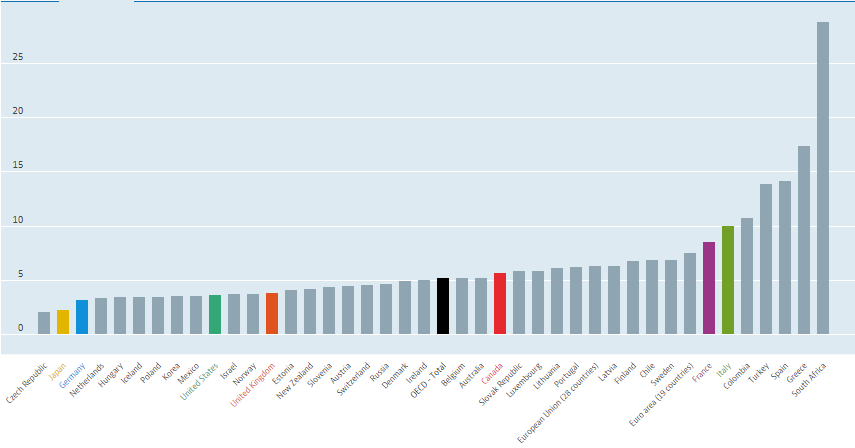 25
20
15
10
5
0
Czech Republic
Japan
Germany
Netherlands
Hungary
Iceland
Poland
Korea
Mexico
United States
Israel
Norway
United Kingdom
Estonia
New Zealand
Slovenia
Austria
Switzerland
Russia
Denmark
Ireland
OECD - Total
Belgium
Australia
Canada
Slovak Republic
Luxembourg
Lithuania
Portugal
European Union (28 countries)
Latvia
Finland
Chile
Sweden
Euro area (19 countries)
France
Italy
Colombia
Turkey
Spain
Greece
South Africa